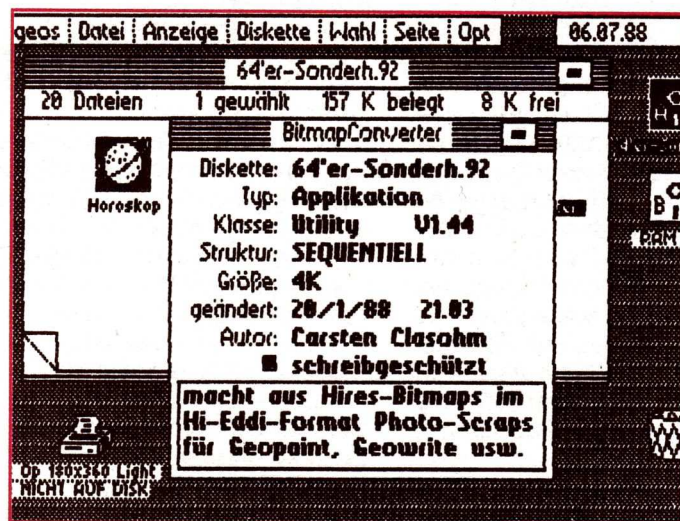 geos Datei Anzeige Diskette Wahl Seite Opt 06.07.88
64'er-Sonderh.92
20 Dateien 1 gewählt 157 K belegt 8 K frei
BitmapConverter
Horoskop
Diskette: 64'er-Sonderh.92
Typ: Applikation
Klasse: Utility V1.44
Struktur: SEQUENTIELL
Größe: 4K
geändert: 20/1/88 21.03
Autor: Carsten Clasohm
schreibgeschützt
macht aus Hires-Bitmaps im
Hi-Eddi-Format Photo-Scraps
für Geopaint, Geowrite usw.
NICHT AUF DISK